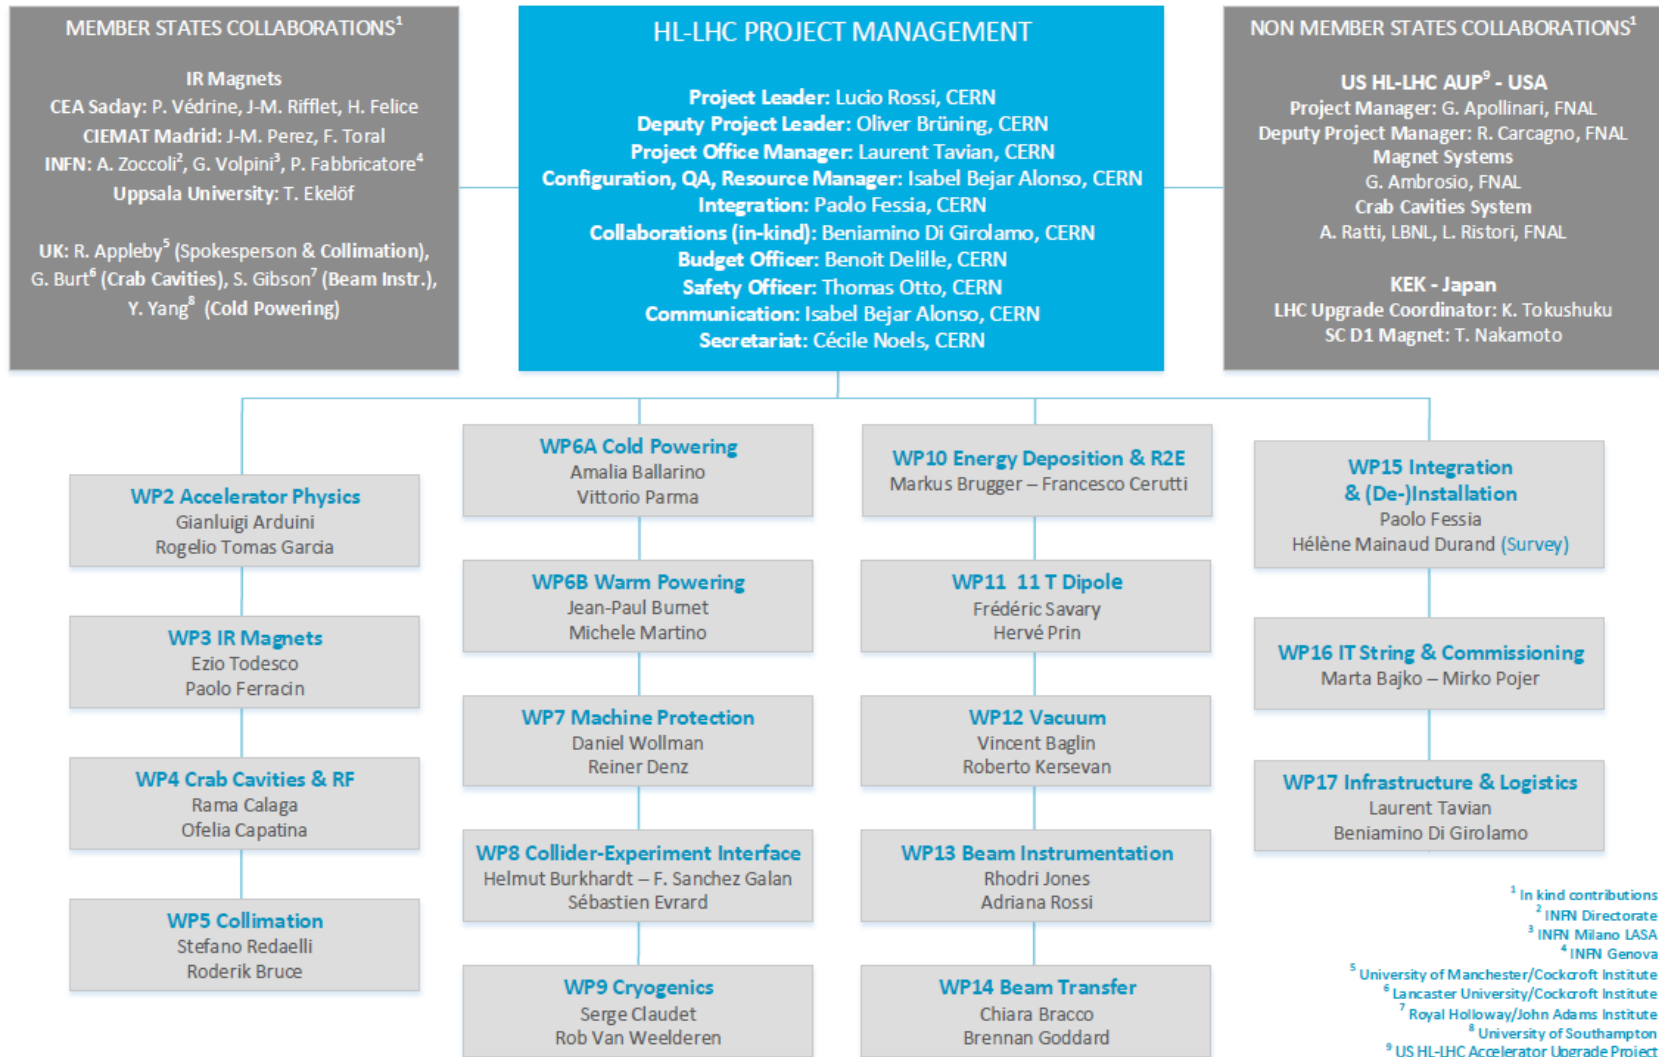 MEMBER STATES COLLABORATIONS¹
IR Magnets
CEA Saday: P. Védrine, J-M. Rifflet, H. Felice
CIEMAT Madrid: J-M. Perez, F. Toral
INFN: A. Zoccoli², G. Volpini³, P. Fabbricatore⁴
Uppsala University: T. Ekelöf
UK: R. Appleby⁵ (Spokesperson & Collimation),
G. Burt⁶ (Crab Cavities), S. Gibson⁷ (Beam Instr.),
Y. Yang⁸ (Cold Powering)
HL-LHC PROJECT MANAGEMENT
Project Leader: Lucio Rossi, CERN
Deputy Project Leader: Oliver Brüning, CERN
Project Office Manager: Laurent Tavian, CERN
Configuration, QA, Resource Manager: Isabel Bejar Alonso, CERN
Integration: Paolo Fessia, CERN
Collaborations (in-kind): Beniamino Di Girolamo, CERN
Budget Officer: Benoit Delille, CERN
Safety Officer: Thomas Otto, CERN
Communication: Isabel Bejar Alonso, CERN
Secretariat: Cécile Noels, CERN
NON MEMBER STATES COLLABORATIONS¹
US HL-LHC AUP⁹ - USA
Project Manager: G. Apollinari, FNAL
Deputy Project Manager: R. Carcagno, FNAL
Magnet Systems
G. Ambrosio, FNAL
Crab Cavities System
A. Ratti, LBNL, L. Ristori, FNAL
KEK - Japan
LHC Upgrade Coordinator: K. Tokushuku
SC D1 Magnet: T. Nakamoto
WP2 Accelerator Physics
Gianluigi Arduini
Rogelio Tomas Garcia
WP3 IR Magnets
Ezio Todesco
Paolo Ferracin
WP4 Crab Cavities & RF
Rama Calaga
Ofelia Capatina
WP5 Collimation
Stefano Redaelli
Roderik Bruce
WP6A Cold Powering
Amalia Ballarino
Vittorio Parma
WP6B Warm Powering
Jean-Paul Burnet
Michele Martino
WP7 Machine Protection
Daniel Wollman
Reiner Denz
WP8 Collider-Experiment Interface
Helmut Burkhardt – F. Sanchez Galan
Sébastien Evrard
WP9 Cryogenics
Serge Claudet
Rob Van Weelderen
WP10 Energy Deposition & R2E
Markus Brugger – Francesco Cerutti
WP11 11 T Dipole
Frédéric Savary
Hervé Prin
WP12 Vacuum
Vincent Baglin
Roberto Kersevan
WP13 Beam Instrumentation
Rhodri Jones
Adriana Rossi
WP14 Beam Transfer
Chiara Bracco
Brennan Goddard
WP15 Integration
& (De-)Installation
Paolo Fessia
Hélène Mainaud Durand (Survey)
WP16 IT String & Commissioning
Marta Bajko – Mirko Pojer
WP17 Infrastructure & Logistics
Laurent Tavian
Beniamino Di Girolamo
¹ In kind contributions
² INFN Directorate
³ INFN Milano LASA
⁴ INFN Genova
⁵ University of Manchester/Cockcroft Institute
⁶ Lancaster University/Cockcroft Institute
⁷ Royal Holloway/John Adams Institute
⁸ University of Southampton
⁹ US HL-LHC Accelerator Upgrade Project